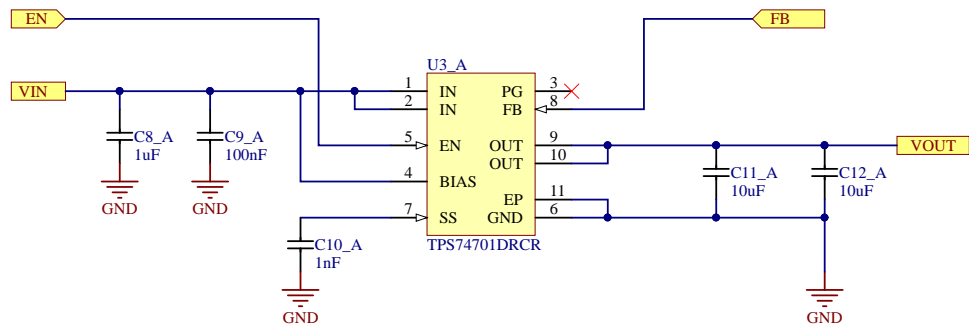 EN
FB
U3_A
VIN
1
IN
PG
3
2
IN
FB
8
5
EN
OUT
9
OUT
10
VOUT
4
BIAS
EP
11
7
SS
GND
6
TPS74701DRCR
C8_A
1uF
C9_A
100nF
C11_A
10uF
C12_A
10uF
GND
GND
C10_A
1nF
GND
GND